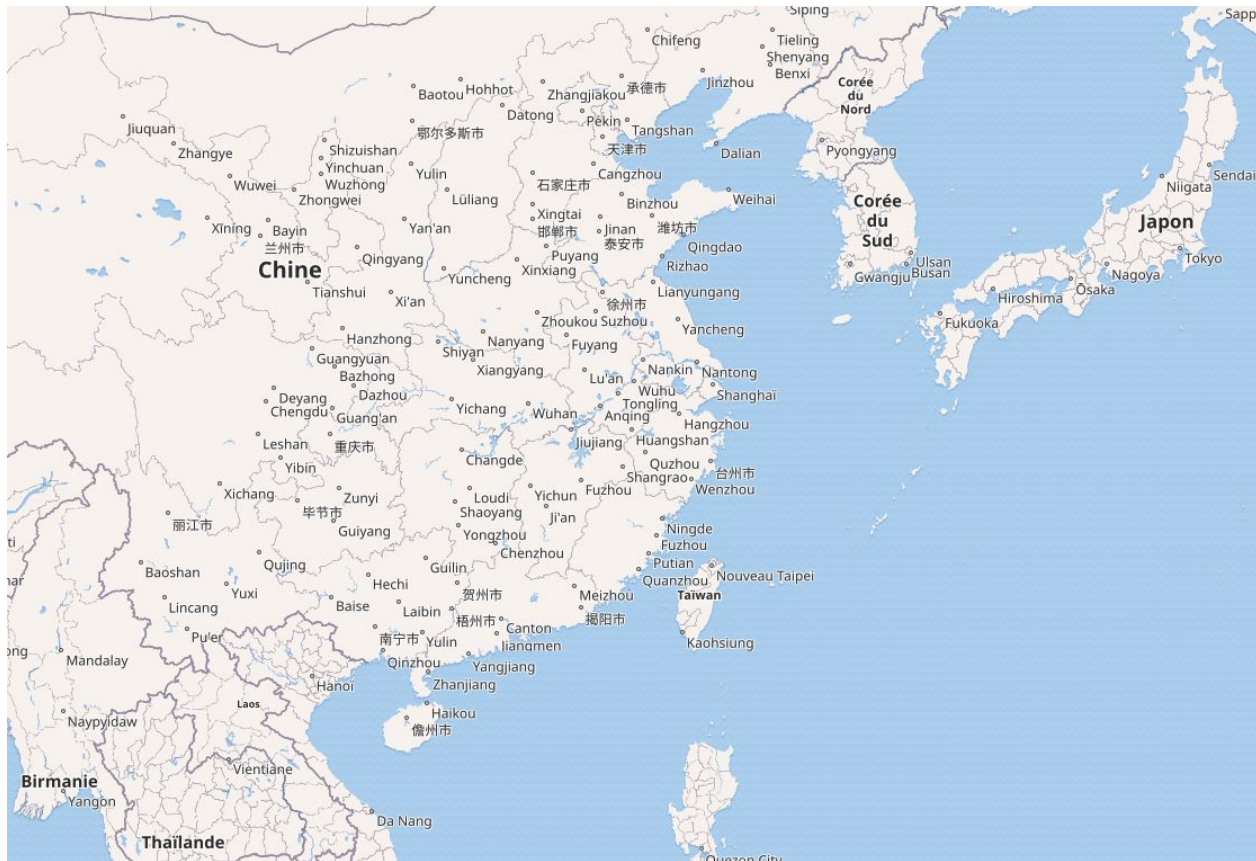 Siping
Sapp
Chifeng
Tieling
Shenyang
Benxi
Hohhot
Baotou
Zhangjiakou
承德市
Jinzhou
Corée
du
Nord
Datong
Pékin
Jiuquan
鄂尔多斯市
Tangshan
Zhangye
Shizuishan
天津市
Dalian
Pyongyang
Yinchuan
Yulin
Cangzhou
Sendai
Wuwei
Wuzhong
石家庄市
Niigata
Zhongwei
Lüliang
Binzhou
Weihai
Corée
du
Sud
Xining
Bayin
Yan'an
Xingtai
邯郸市
Jinan
泰安市
潍坊市
Japon
兰州市
Qingyang
Puyang
Qingdao
Chine
Yuncheng
Xinxiang
Rizhao
Gwangju
Ulsan
Busan
Nagoya
Tokyo
Tianshui
Xi'an
Lianyungang
Hiroshima
Ōsaka
徐州市
Zhoukou
Suzhou
Yancheng
Fukuoka
Hanzhong
Nanyang
Fuyang
Guangyuan
Shiyan
Xiangyang
Bazhong
Lu'an
Nankin
Nantong
Deyang
Dazhou
Wuhu
Shanghaï
Chengdu
Guang'an
Yichang
Wuhan
Tongling
Anqing
Hangzhou
Leshan
重庆市
Jiujiang
Huangshan
Yibin
Changde
Quzhou
台州市
Shangrao
Wenzhou
Xichang
Zunyi
Loudi
Yichun
Fuzhou
毕节市
Shaoyang
Ji'an
丽江市
Guiyang
Yongzhou
Ningde
Chenzhou
Fuzhou
ti
Baoshan
Qujing
Guilin
Putian
nar
Hechi
Quanzhou
Nouveau Taipei
Yuxi
贺州市
Meizhou
Taïwan
Lincang
Baise
Laibin
梧州市
揭阳市
Pu'er
南宁市
Yulin
Canton
Jiangmen
Kaohsiung
ong
Mandalay
Qinzhou
Yangjiang
Hanoï
Zhanjiang
Laos
Naypyidaw
Haikou
儋州市
Vientiane
Birmanie
Yangon
Da Nang
Thaïlande
Quezon City